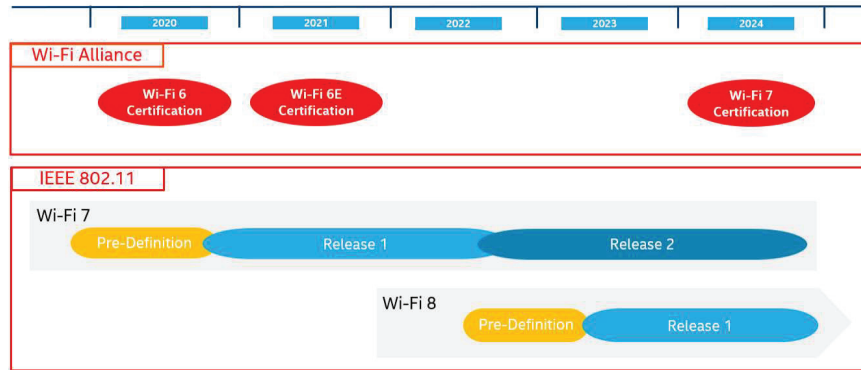 2020 2021 2022 2023 2024
Wi-Fi Alliance
Wi-Fi 6
Certification
Wi-Fi 6E
Certification
Wi-Fi 7
Certification
IEEE 802.11
Wi-Fi 7
Pre-Definition Release 1 Release 2
Wi-Fi 8
Pre-Definition Release 1